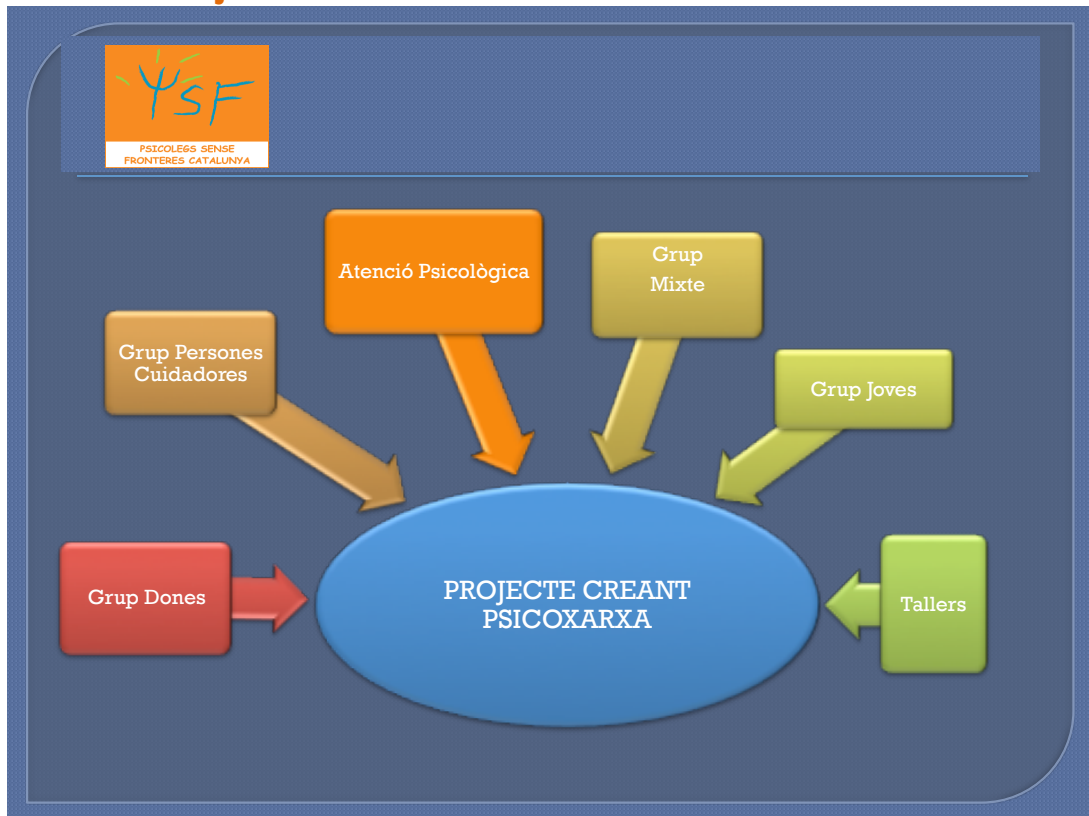 ΨSF
PSICOLEGS SENSE
FRONTERES CATALUNYA
Atenció Psicològica
Grup
Mixte
Grup Persones
Cuidadores
Grup Joves
Grup Dones
PROJECTE CREANT
PSICOXARXA
Tallers